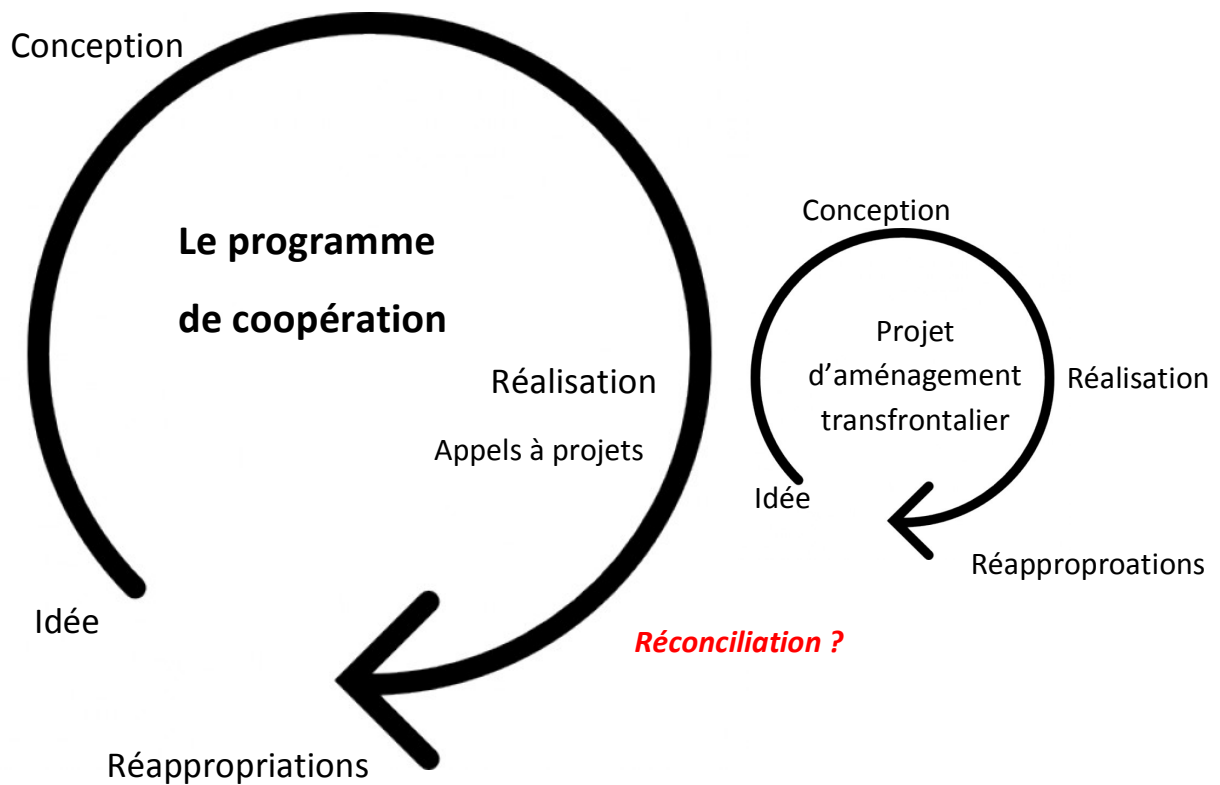 Conception
Le programme
de coopération
Réalisation
Appels à projets
Idée
Réappropriations
Réconciliation ?
Conception
Projet
d'aménagement
transfrontalier
Réalisation
Idée
Réapproproations